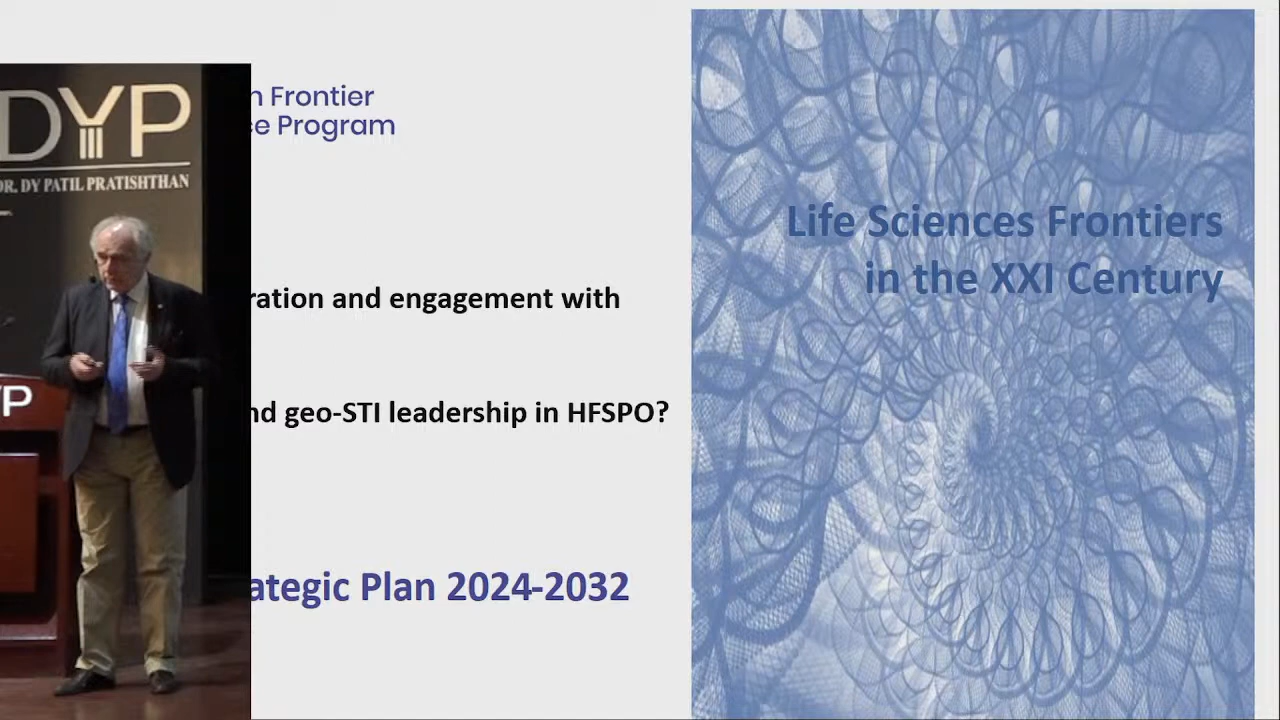 DYP
DR. DY PATIL PRATISHTHAN
YP
n Frontier
ce Program
ration and engagement with
nd geo-STI leadership in HFSPO?
ategic Plan 2024-2032
Life Sciences Frontiers
in the XXI Century